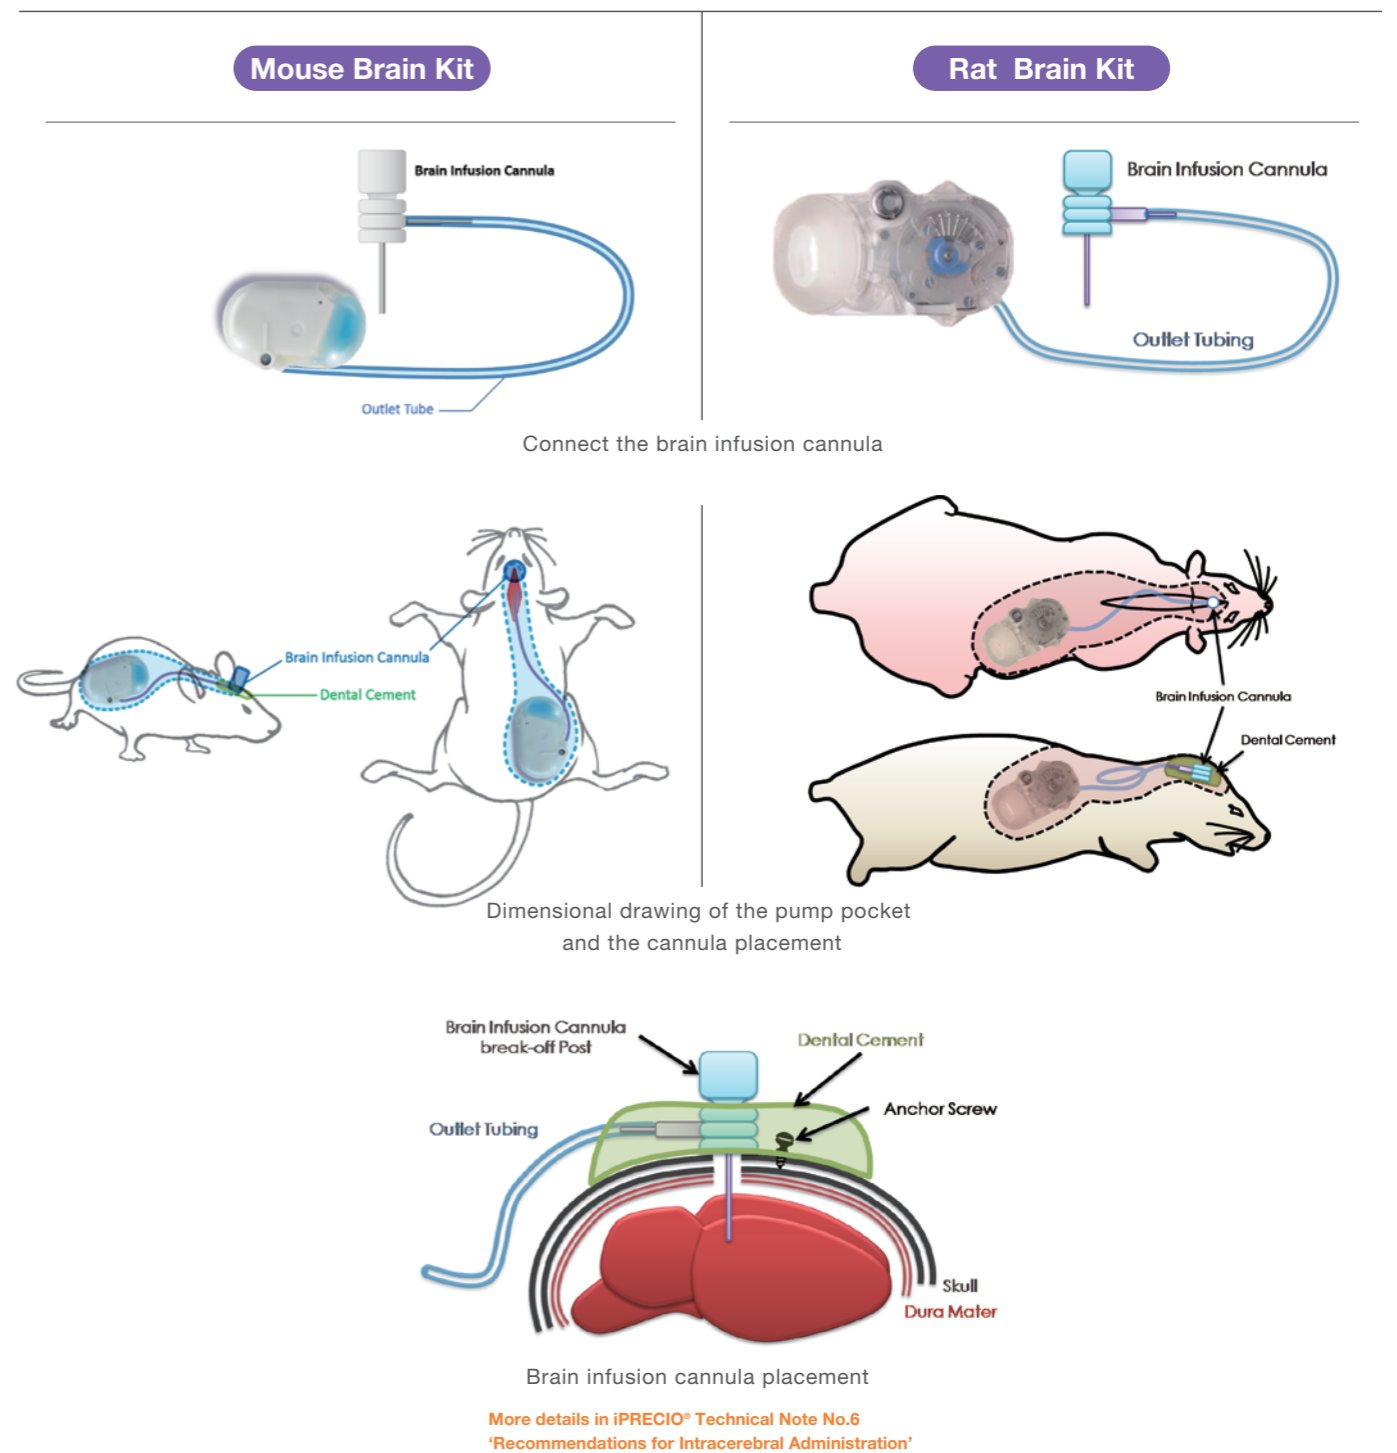 Mouse Brain Kit
Rat Brain Kit
Brain Infusion Cannula
Outlet Tube
Brain Infusion Cannula
Outlet Tubing
Connect the brain infusion cannula
Brain Infusion Cannula
Dental Cement
Brain Infusion Cannula
Dental Cement
Dimensional drawing of the pump pocket
and the cannula placement
Brain Infusion Cannula
break-off Post
Dental Cement
Anchor Screw
Outlet Tubing
Skull
Dura Mater
Brain infusion cannula placement
More details in iPRECIO® Technical Note No.6
‘Recommendations for Intracerebral Administration’